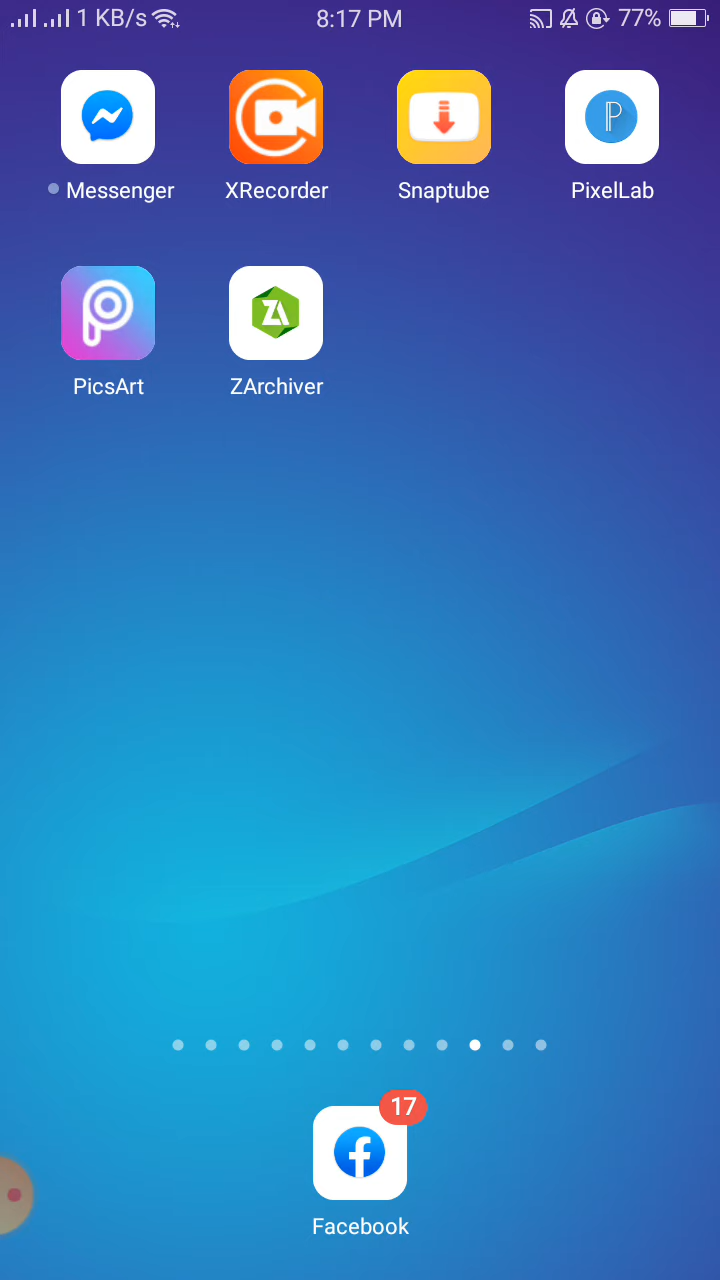 1 KB/s 8:17 PM 77%
Messenger XRecorder Snaptube PixelLab
PicsArt ZArchiver
17
Facebook